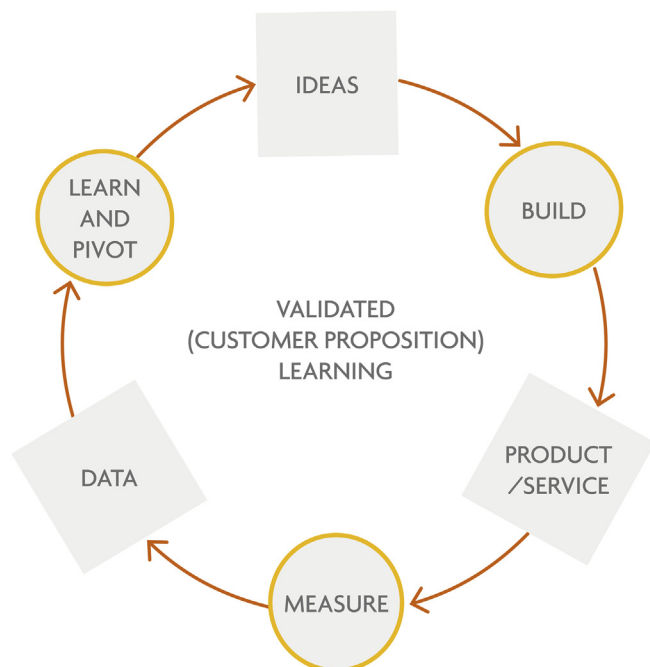 IDEAS
BUILD
PRODUCT
/SERVICE
MEASURE
DATA
LEARN
AND
PIVOT
VALIDATED
(CUSTOMER PROPOSITION)
LEARNING